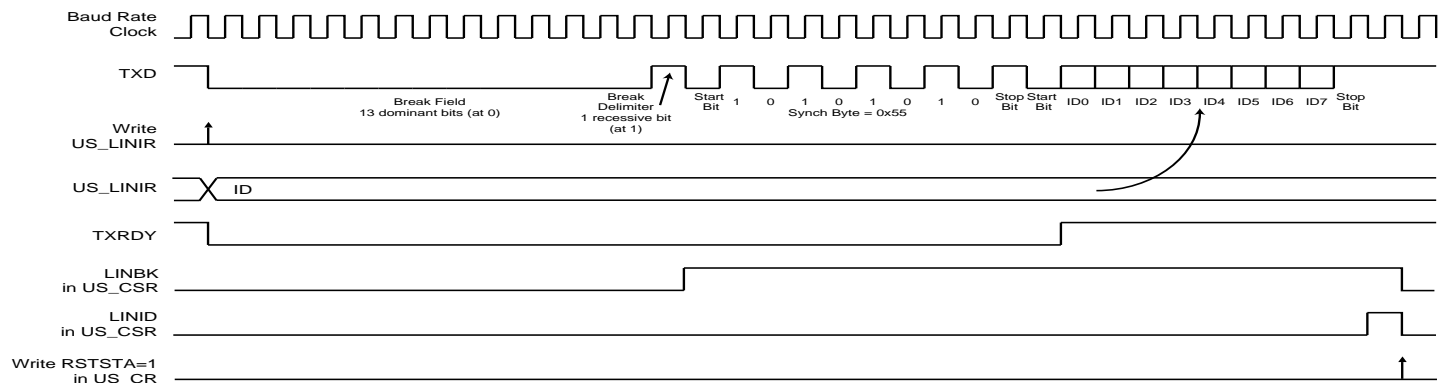 Baud Rate
Clock
TXD
Break Field
13 dominant bits (at 0)
Break
Delimiter
1 recessive bit
(at 1)
Start
Bit
1 0 1 0 1 0 1 0
Synch Byte = 0x55
Stop
Bit
Start
Bit
ID0 ID1 ID2 ID3 ID4 ID5 ID6 ID7
Stop
Bit
Write
US_LINIR
US_LINIR
ID
TXRDY
LINBK
in US_CSR
LINID
in US_CSR
Write RSTSTA=1
in US_CR